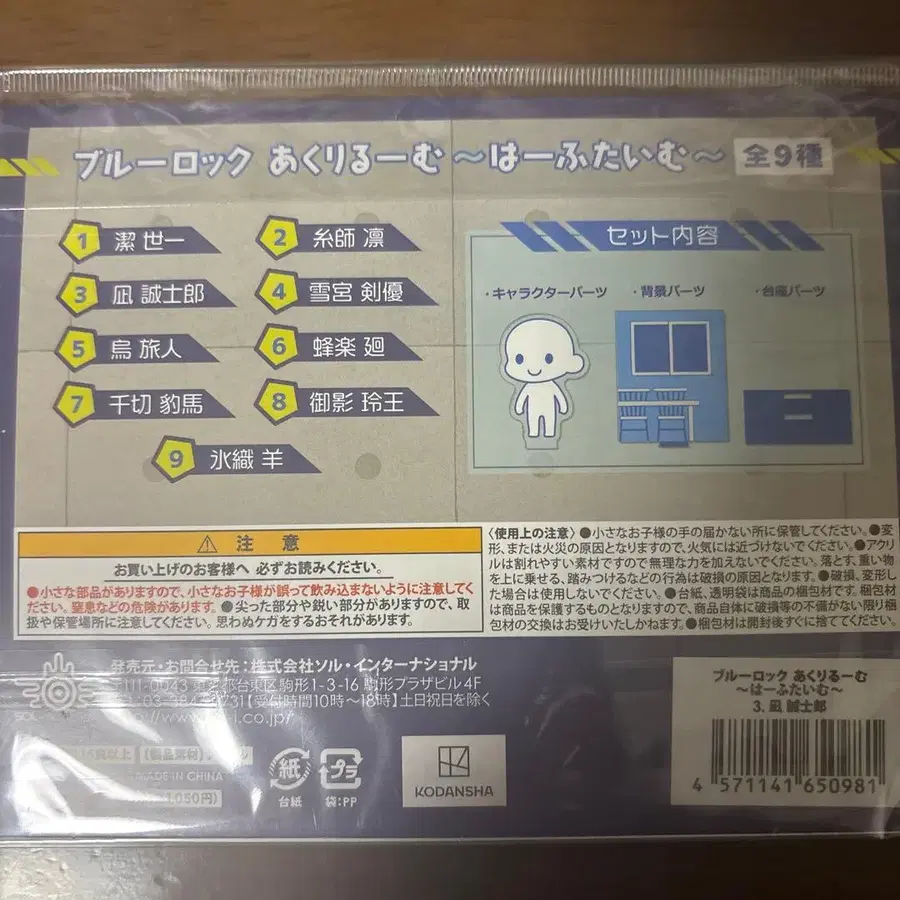 ブルーロック あくりるーむ ～はーふたいむ～ 全9種
1 潔 世一
2 糸師 凛
3 凪 誠士郎
4 雪宮 剣優
5 烏 旅人
6 蜂楽 廻
7 千切 豹馬
8 御影 玲王
9 氷織 羊
セット内容
・キャラクターパーツ ・背景パーツ ・台座パーツ
⚠ 注 意
お買い上げのお客様へ 必ずお読みください。
●小さな部品がありますので、小さなお子様が誤って飲み込まないように注意してく
ださい。窒息などの危険があります。●尖った部分や鋭い部分がありますので、取
扱や保管場所に注意してください。思わぬケガをするおそれがあります。
〈使用上の注意〉●小さなお子様の手の届かない所に保管してください。●変
形、または火災の原因となりますので、火気には近づけないでください。●アクリ
ルは割れやすい素材ですので無理な力を加えないでください。落とす、重い物
を上に乗せる、踏みつけるなどの行為は破損の原因となります。●破損、変形し
た場合は使用しないでください。●台紙、透明袋は商品の梱包材です。梱包材
は商品を保護するものとなりますので、商品自体に破損等の不備がない限り梱
包材の交換はお受けいたしかねます。●梱包材は開封後すぐに捨ててください。
発売元・お問合せ先:株式会社ソル・インターナショナル
〒111-0043 東京都台東区駒形1-3-16 駒形プラザビル4F
【受付時間10時～18時】土日祝日を除く
.co.jp/
以上 【製品素材】
MADE IN CHINA
1,050円)
紙
台紙
プラ
袋:PP
KODANSHA
ブルーロック あくりるーむ
～はーふたいむ～
3. 凪 誠士郎
4 571141 650981